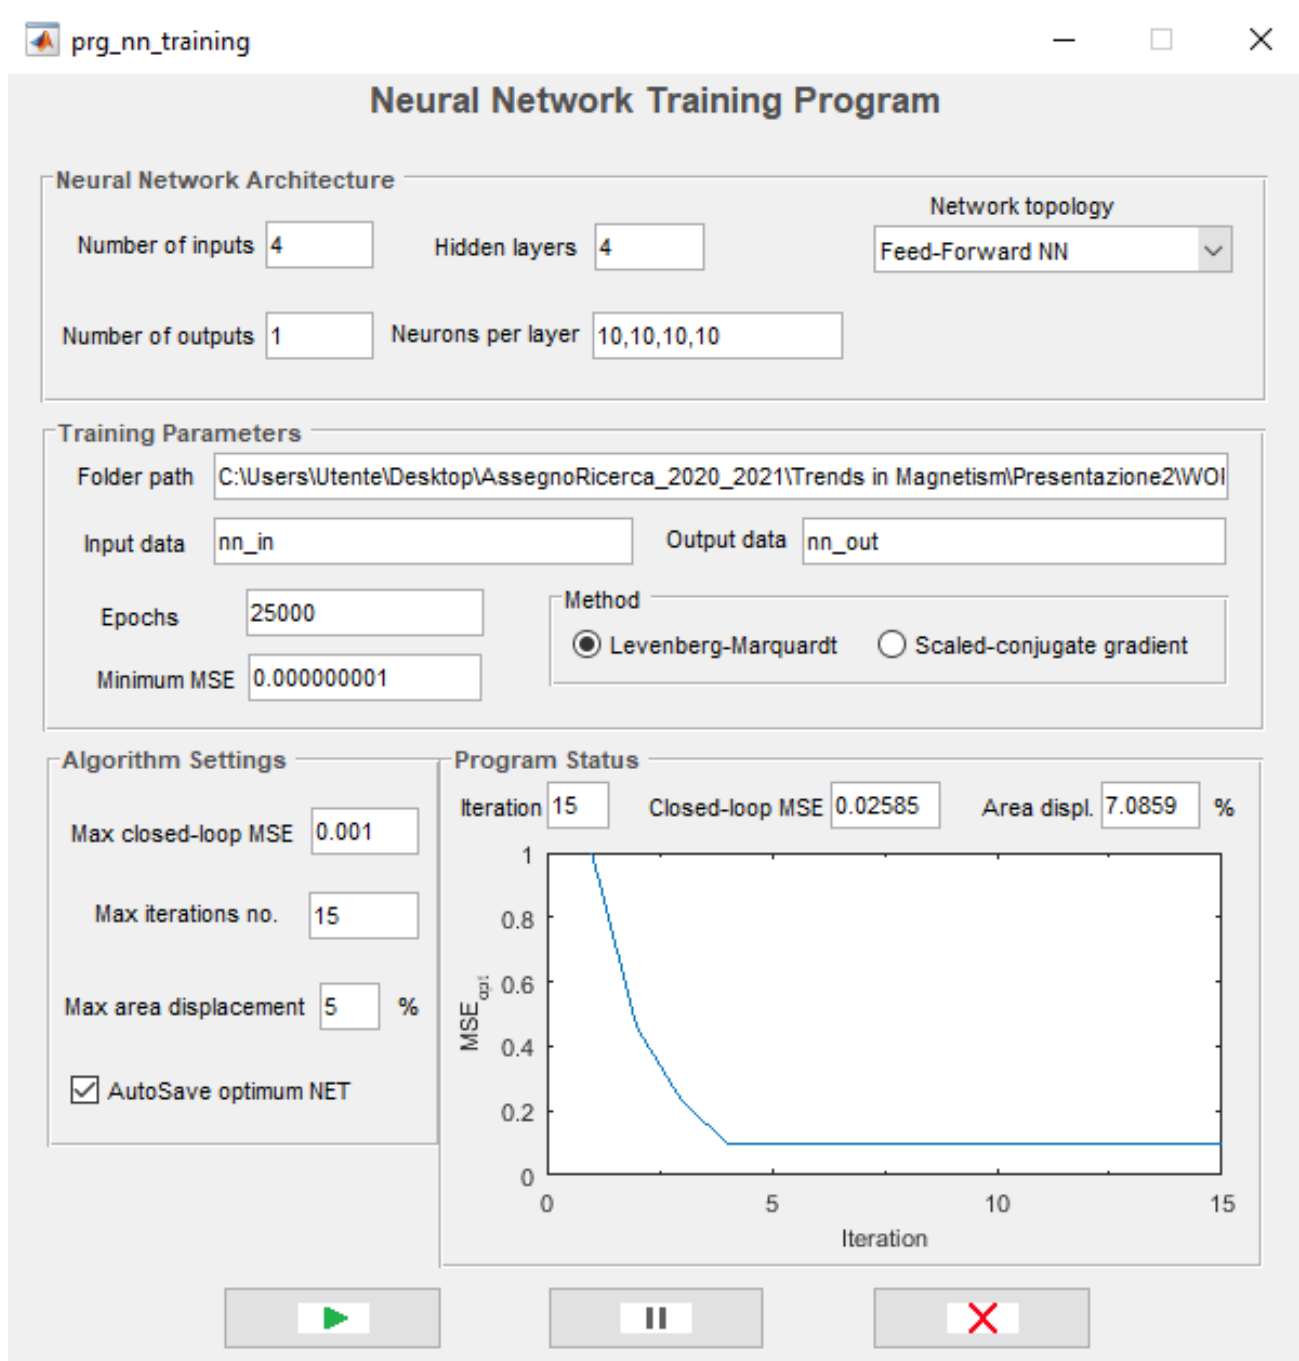 prg_nn_training
Neural Network Training Program
Neural Network Architecture
Network topology
Number of inputs 4 Hidden layers 4 Feed-Forward NN
Number of outputs 1 Neurons per layer 10,10,10,10
Training Parameters
Folder path C:\Users\Utente\Desktop\AssegnoRicerca_2020_2021\Trends in Magnetism\Presentazione2\WOI
Input data nn_in Output data nn_out
Epochs 25000 Method
Levenberg-Marquardt Scaled-conjugate gradient
Minimum MSE 0.000000001
Algorithm Settings
Max closed-loop MSE 0.001
Max iterations no. 15
Max area displacement 5 %
AutoSave optimum NET
Program Status
Iteration 15 Closed-loop MSE 0.02585 Area displ. 7.0859 %
1
0.8
0.6
0.4
0.2
0
MSE_opt
0 5 10 15
Iteration